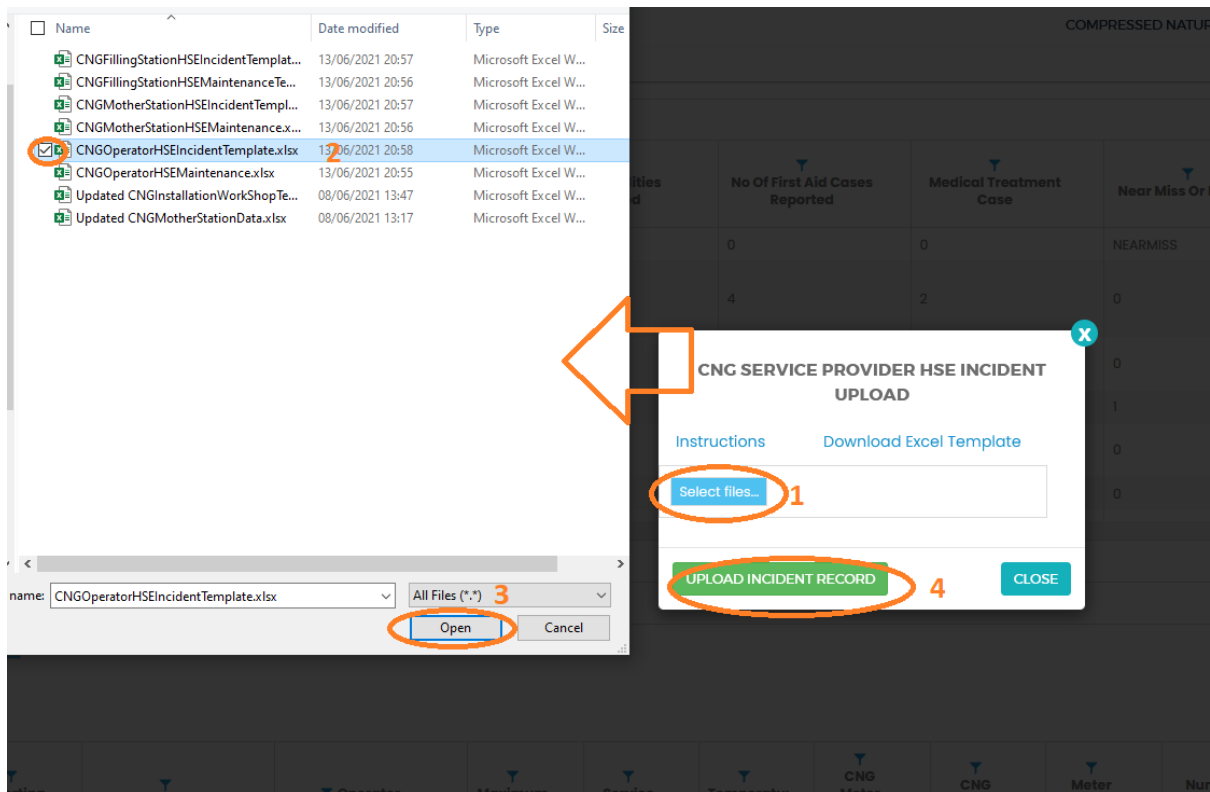 Name Date modified Type Size
CNGFillingStationHSEIncidentTemplat... 13/06/2021 20:57 Microsoft Excel W...
CNGFillingStationHSEMaintenanceTe... 13/06/2021 20:56 Microsoft Excel W...
CNGMotherStationHSEIncidentTempl... 13/06/2021 20:57 Microsoft Excel W...
CNGMotherStationHSEMaintenance.x... 13/06/2021 20:56 Microsoft Excel W...
CNGOperatorHSEIncidentTemplate.xlsx 13/06/2021 20:58 Microsoft Excel W...
2
CNGOperatorHSEMaintenance.xlsx 13/06/2021 20:55 Microsoft Excel W...
Updated CNGInstallationWorkShopTe... 08/06/2021 13:47 Microsoft Excel W...
Updated CNGMotherStationData.xlsx 08/06/2021 13:17 Microsoft Excel W...
name: CNGOperatorHSEIncidentTemplate.xlsx All Files (*.*) 3
Open Cancel
COMPRESSED NATUR
No Of First Aid Cases Medical Treatment Near Miss Or
Reported Case
0 0 NEARMISS
4 2 0
0
1
0
0
X
CNG SERVICE PROVIDER HSE INCIDENT
UPLOAD
Instructions Download Excel Template
Select files... 1
UPLOAD INCIDENT RECORD 4 CLOSE
CNG
Operator Maximum Service CNG Meter